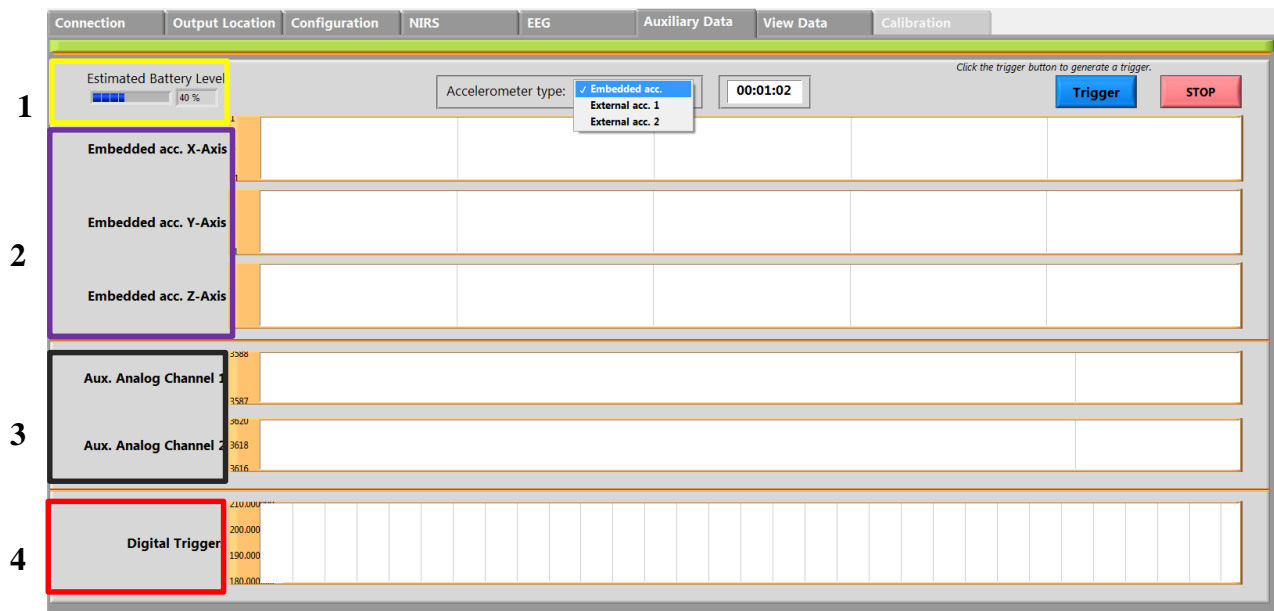 Connection Output Location Configuration NIRS EEG Auxiliary Data View Data Calibration
Click the trigger button to generate a trigger.
Estimated Battery Level
40 %
Accelerometer type: ✓ Embedded acc.
External acc. 1
External acc. 2
00:01:02
Trigger STOP
1
Embedded acc. X-Axis
Embedded acc. Y-Axis
2
Embedded acc. Z-Axis
3588
Aux. Analog Channel 1
3587
3
3620
Aux. Analog Channel 2 3618
3616
210.000
200.000
Digital Trigger
4
190.000
180.000